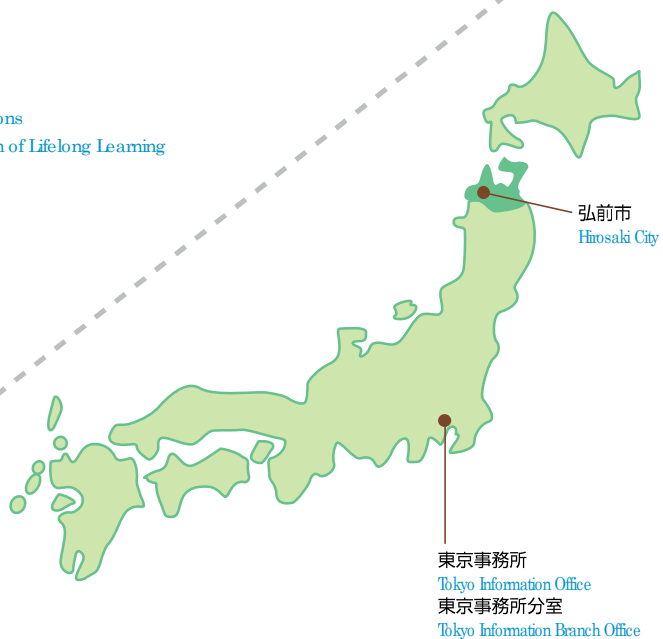 ons
n of Lifelong Learning
弘前市
Hirosaki City
東京事務所
Tokyo Information Office
東京事務所分室
Tokyo Information Branch Office